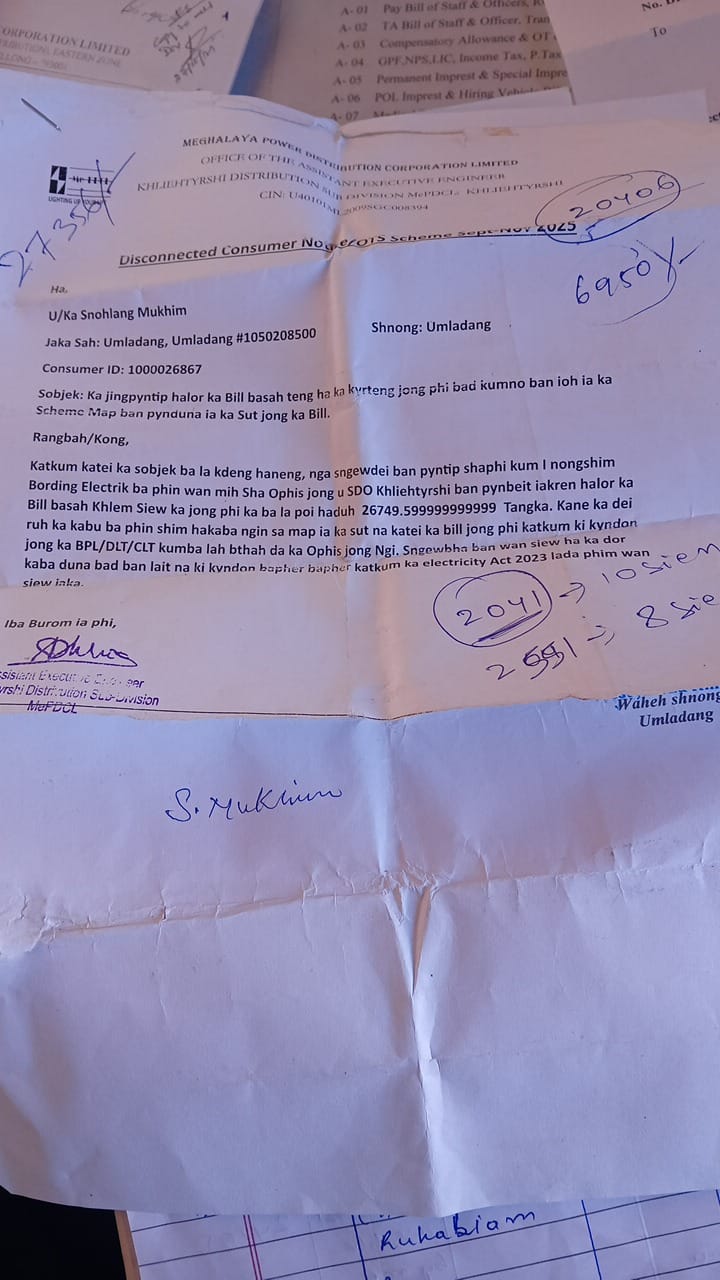 ORPORATION LIMITED
TRIBUTION, EASTERN ZONE
A- 01 Pay Bill of Staff & Officers,
A- 02 TA Bill of Staff & Officer, Tran
A- 03 Compensatory Allowance & OT
A- 04 GPF,NPS,LIC, Income Tax, P.Tax
A- 05 Permanent Imprest & Special Impre
A- 06 POL Imprest & Hiring Vehicle
A- 07
No.
To
MEGHALAYA POWER DISTRIBUTION CORPORATION LIMITED
OFFICE OF THE ASSISTANT EXECUTIVE ENGINEER
KHLIEHTYRSHI DISTRIBUTION SUB DIVISION MePDCL KHLIEHTYRSHI
CIN: U40101ML2009SGC008394
LIGHTING UP
27356/
20406
6950/-
Disconnected Consumer Scheme Sept-Nov 2025
Ha,
U/Ka Snohlang Mukhim
Jaka Sah: Umladang, Umladang #1050208500
Shnong: Umladang
Consumer ID: 1000026867
Sobjek: Ka jingpyntip halor ka Bill basah teng ha ka kyrteng jong phi bad kumno ban ioh ia ka
Scheme Map ban pynduna ia ka Sut jong ka Bill.
Rangbah/Kong,
Katkum katei ka sobjek ba la kdeng haneng, nga sngewdei ban pyntip shaphi kum I nongshim
Bording Electrik ba phin wan mih Sha Ophis jong u SDO Khliehtyrshi ban pynbeit iakren halor ka
Bill basah Khlem Siew ka jong phi ka ba la poi haduh 26749.599999999999 Tangka. Kane ka dei
ruh ka kabu ba phin shim hakaba ngin sa map ia ka sut na katei ka bill jong phi katkum ki kyndon
jong ka BPL/DLT/CLT kumba lah bthah da ka Ophis jong Ngi. Sngewbha ban wan siew ha ka dor
kaba duna bad ban lait na ki kyndon bapher bapher katkum ka electricity Act 2023 lada phim wan
siew iaka.
2041 → 10 sien
2551 → 8 sie
Iba Burom ia phi,
ssistant Executive Engineer
yrshi Distribution Sub-Division
MePDCL
Waheh shnong
Umladang
S. Mukhim
Ruhabiam